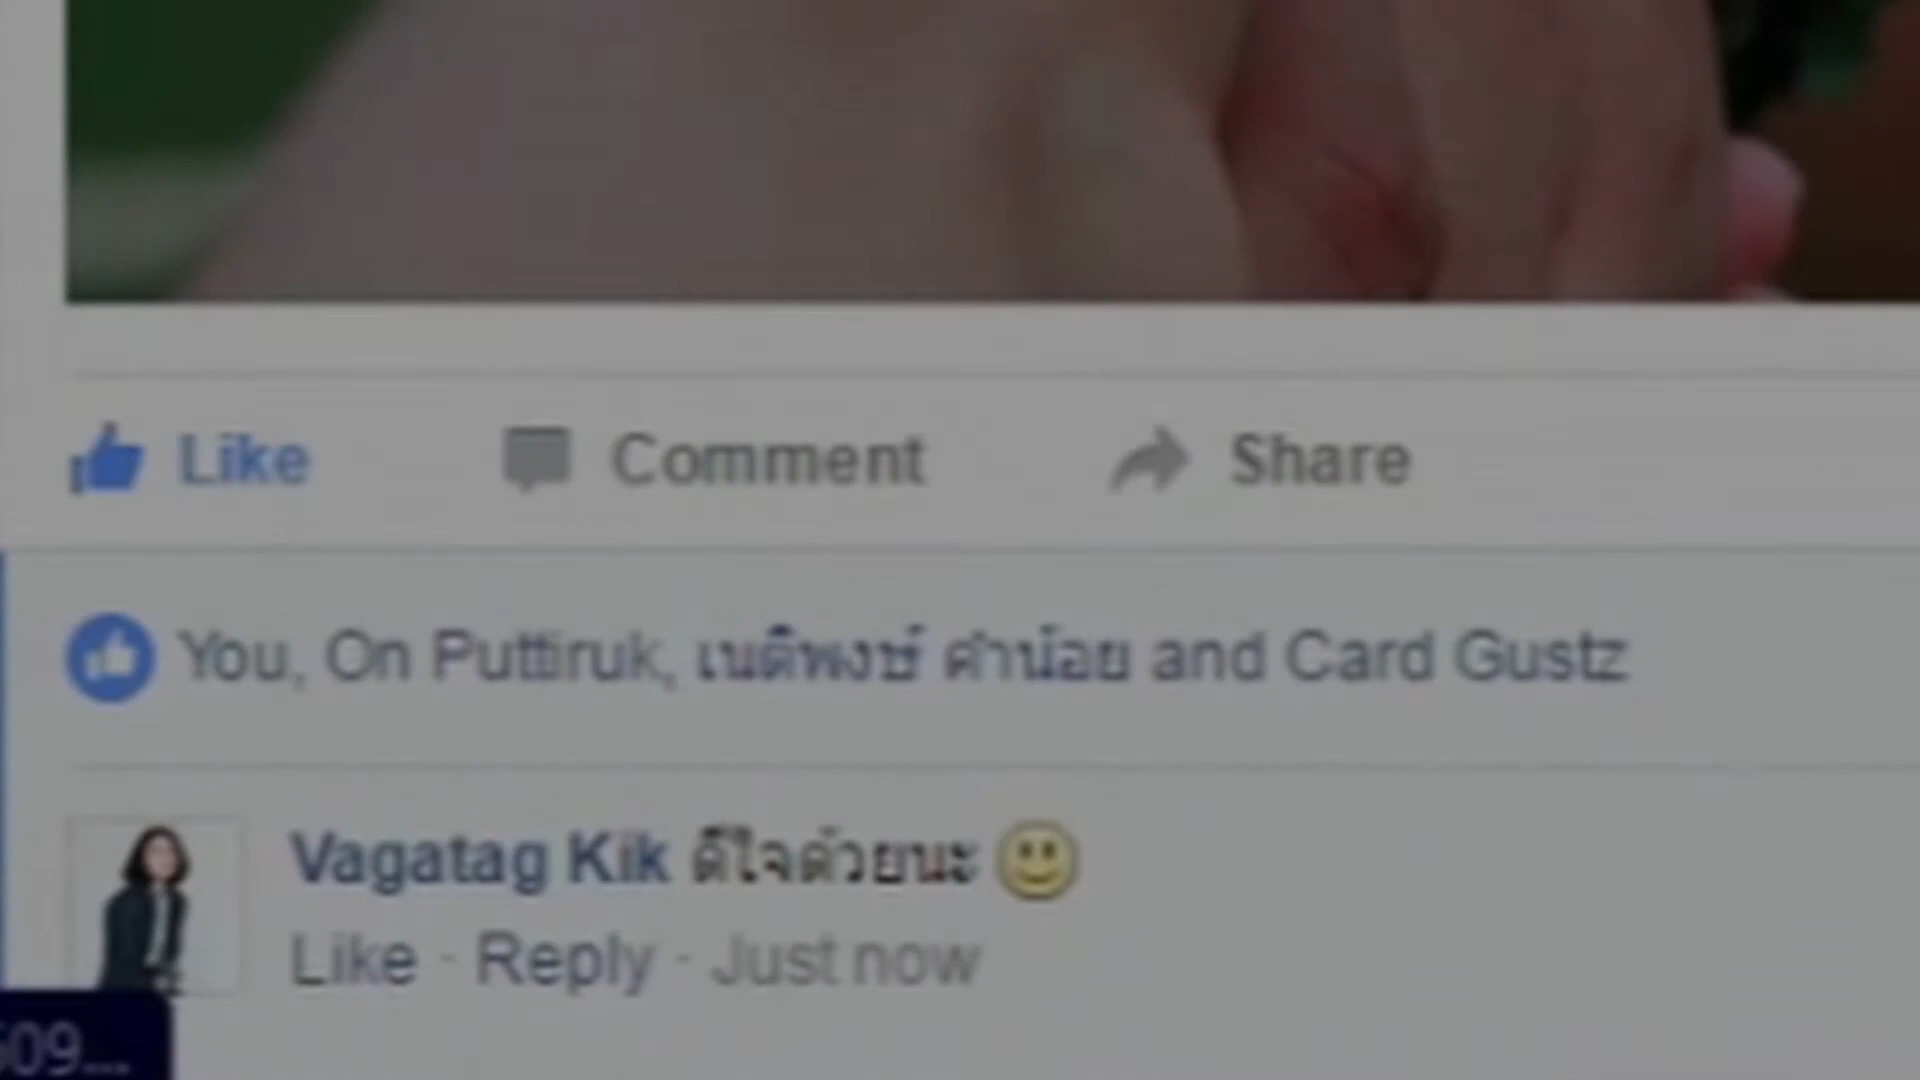 Like Comment Share
You, On Puttiruk, เนติพงษ์ คำน้อย and Card Gustz
Vagatag Kik ดีใจด้วยนะ
Like · Reply · Just now
609...